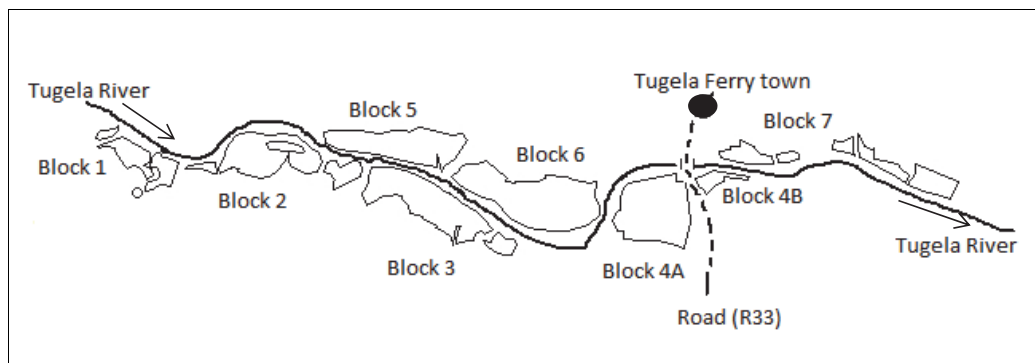 Tugela Ferry town
Tugela River
Block 5
Block 7
Block 1
Block 6
Block 2
Block 4B
Block 3
Block 4A
Tugela River
Road (R33)